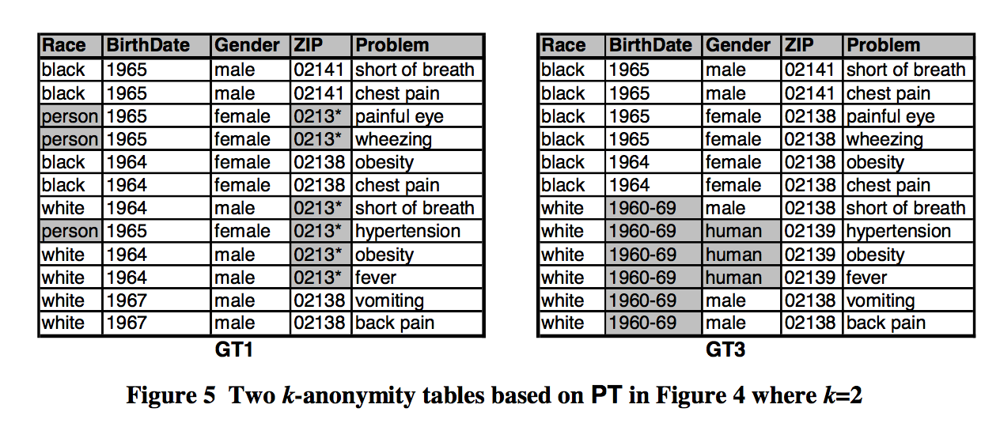 Race BirthDate Gender ZIP Problem
black 1965 male 02141 short of breath
black 1965 male 02141 chest pain
person 1965 female 0213* painful eye
person 1965 female 0213* wheezing
black 1964 female 02138 obesity
black 1964 female 02138 chest pain
white 1964 male 0213* short of breath
person 1965 female 0213* hypertension
white 1964 male 0213* obesity
white 1964 male 0213* fever
white 1967 male 02138 vomiting
white 1967 male 02138 back pain
GT1
Race BirthDate Gender ZIP Problem
black 1965 male 02141 short of breath
black 1965 male 02141 chest pain
black 1965 female 02138 painful eye
black 1965 female 02138 wheezing
black 1964 female 02138 obesity
black 1964 female 02138 chest pain
white 1960-69 male 02138 short of breath
white 1960-69 human 02139 hypertension
white 1960-69 human 02139 obesity
white 1960-69 human 02139 fever
white 1960-69 male 02138 vomiting
white 1960-69 male 02138 back pain
GT3
Figure 5 Two k-anonymity tables based on PT in Figure 4 where k=2